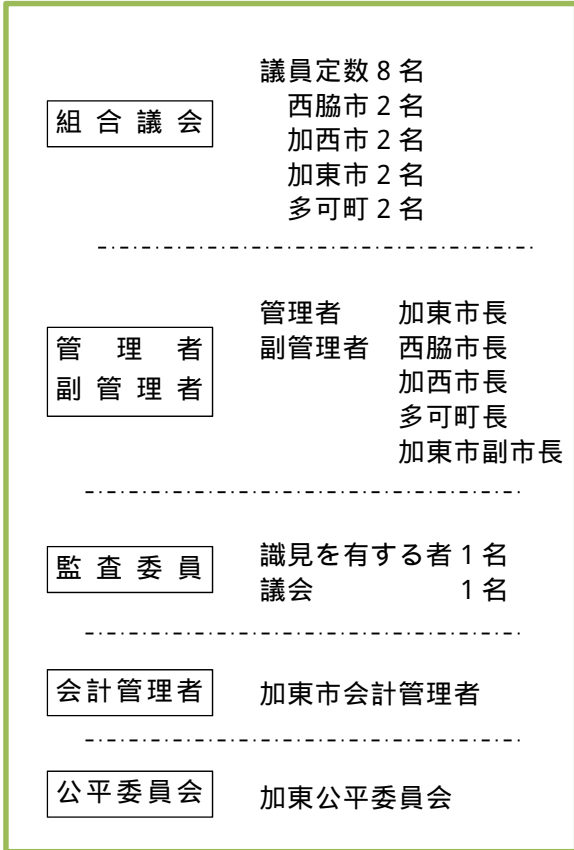 議員定数8名
組合議会
西脇市2名
加西市2名
加東市2名
多可町2名
管理者 加東市長
管理者
副管理者 西脇市長
副管理者
加西市長
多可町長
加東市副市長
監査委員
識見を有する者1名
議会 1名
会計管理者 加東市会計管理者
公平委員会 加東公平委員会